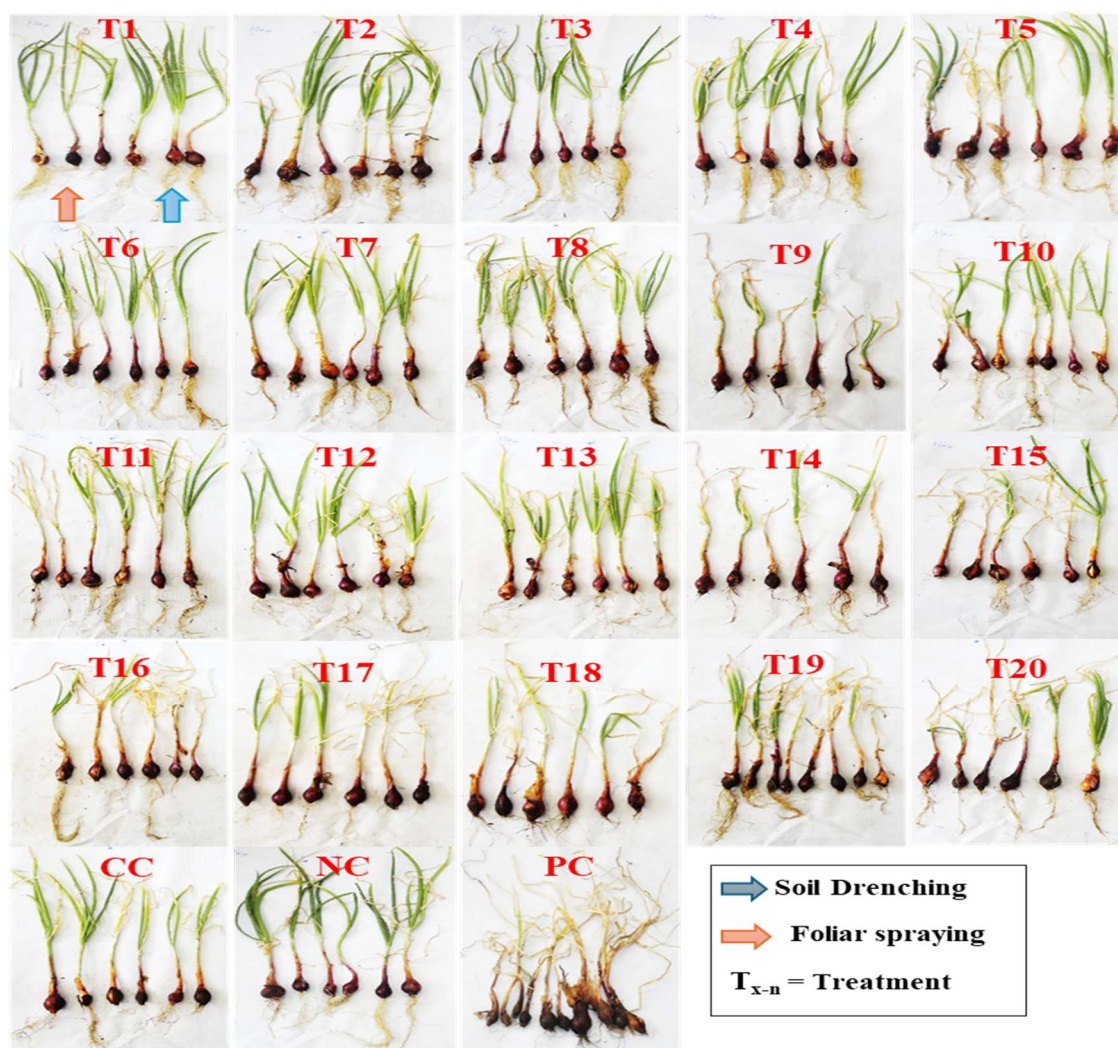 T1
T2
T3
T4
T5
T6
T7
T8
T9
T10
T11
T12
T13
T14
T15
T16
T17
T18
T19
T20
CC
NC
PC
Soil Drenching
Foliar spraying
Tx-n = Treatment